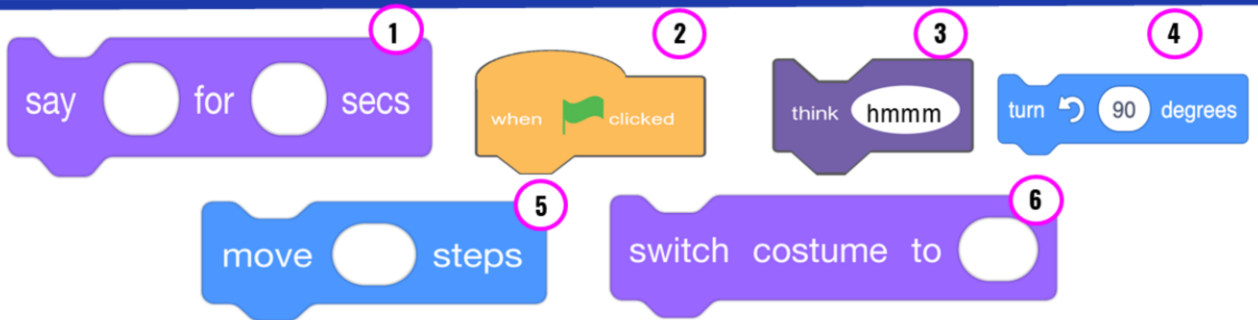 1
say for secs
2
when clicked
3
think hmmm
4
turn 90 degrees
5
move steps
6
switch costume to